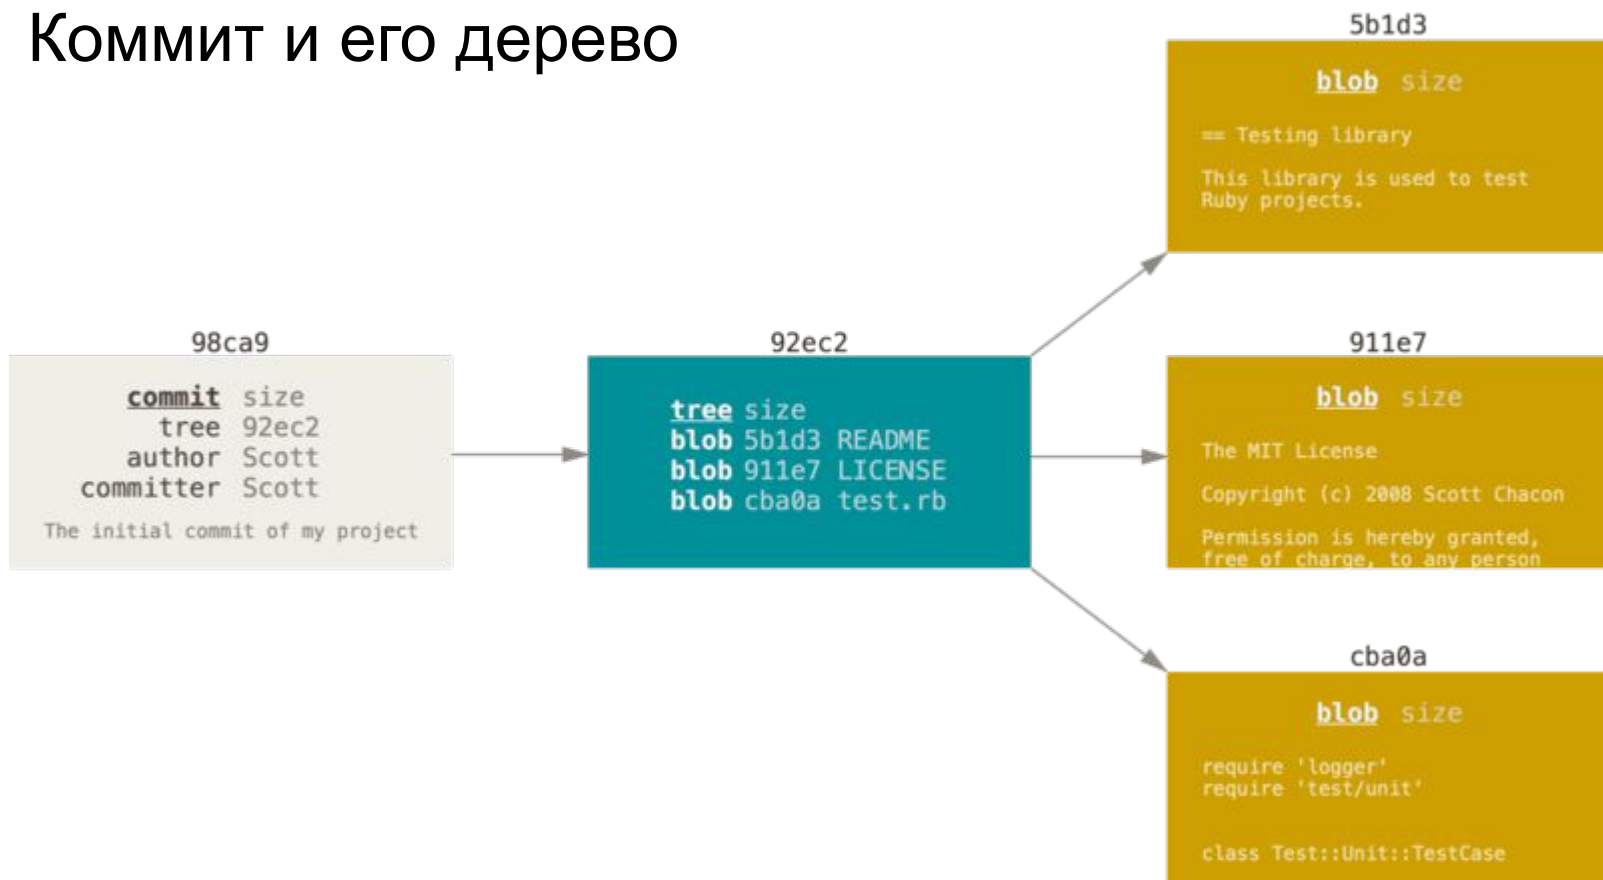 Коммит и его дерево
98ca9
commit size
tree 92ec2
author Scott
committer Scott
The initial commit of my project
92ec2
tree size
blob 5b1d3 README
blob 911e7 LICENSE
blob cba0a test.rb
5b1d3
blob size
== Testing library
This library is used to test
Ruby projects.
911e7
blob size
The MIT License
Copyright (c) 2008 Scott Chacon
Permission is hereby granted,
free of charge, to any person
cba0a
blob size
require 'logger'
require 'test/unit'
class Test::Unit::TestCase